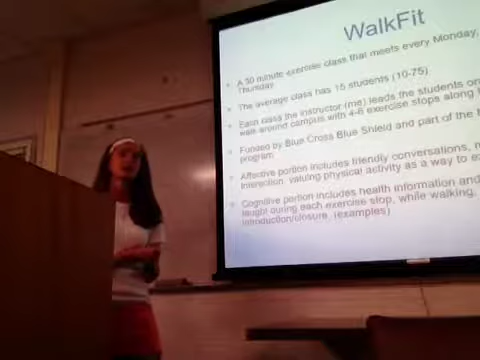 WalkFit
A 30 minute exercise class that meets every Monday,
Thursday
The average class has 15 students (10-75)
Each class the instructor (me) leads the students on
walk around campus with 4-6 exercise stops along
Funded by Blue Cross Blue Shield and part of the
program
Affective portion includes friendly conversations,
interaction, valuing physical activity as a way to
Cognitive portion includes health information and
taught during each exercise stop, while walking,
introduction/closure. (examples)